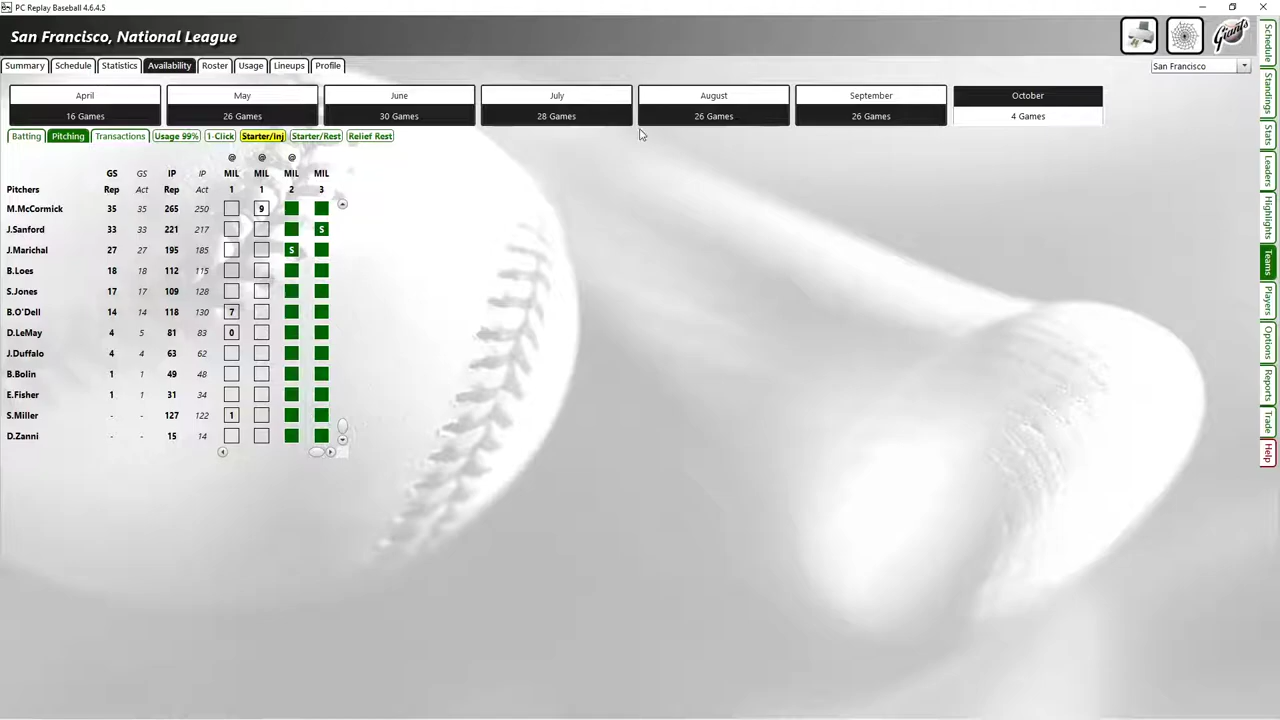 PC Replay Baseball 4.6.4.5
San Francisco, National League
Giants
Summary Schedule Statistics Availability Roster Usage Lineups Profile
San Francisco
April May June July August September October
16 Games 26 Games 30 Games 28 Games 26 Games 26 Games 4 Games
Batting Pitching Transactions Usage 99% 1-Click Starter/Inj Starter/Rest Relief Rest
@ @ @
GS GS IP IP MIL MIL MIL MIL
Pitchers Rep Act Rep Act 1 1 2 3
M.McCormick 35 35 265 250 9
J.Sanford 33 33 221 217 S
J.Marichal 27 27 195 185 S
B.Loes 18 18 112 115
S.Jones 17 17 109 128
B.O'Dell 14 14 118 130 7
D.LeMay 4 5 81 83 0
J.Duffalo 4 4 63 62
B.Bolin 1 1 49 48
E.Fisher 1 1 31 34
S.Miller - - 127 122 1
D.Zanni - - 15 14
Schedule
Standings
Stats
Leaders
Highlights
Teams
Players
Options
Reports
Trade
Help